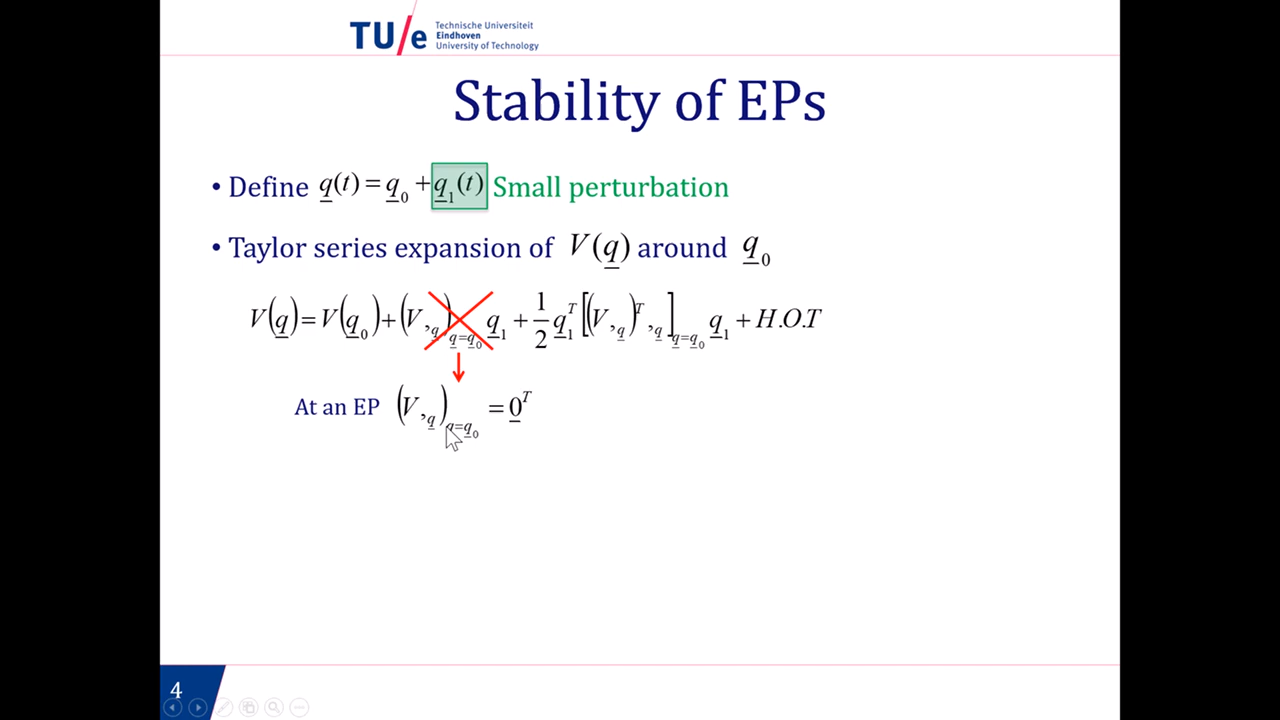 TU/e Technische Universiteit
Eindhoven
University of Technology
Stability of EPs
• Define q(t) = q₀ + q₁(t) Small perturbation
• Taylor series expansion of V(q) around q₀
V(q) = V(q₀) + (V,q)q=q₀ q₁ + 1/2 q₁ᵀ [(V,q)ᵀ,q]q=q₀ q₁ + H.O.T
At an EP (V,q)q=q₀ = 0ᵀ
4